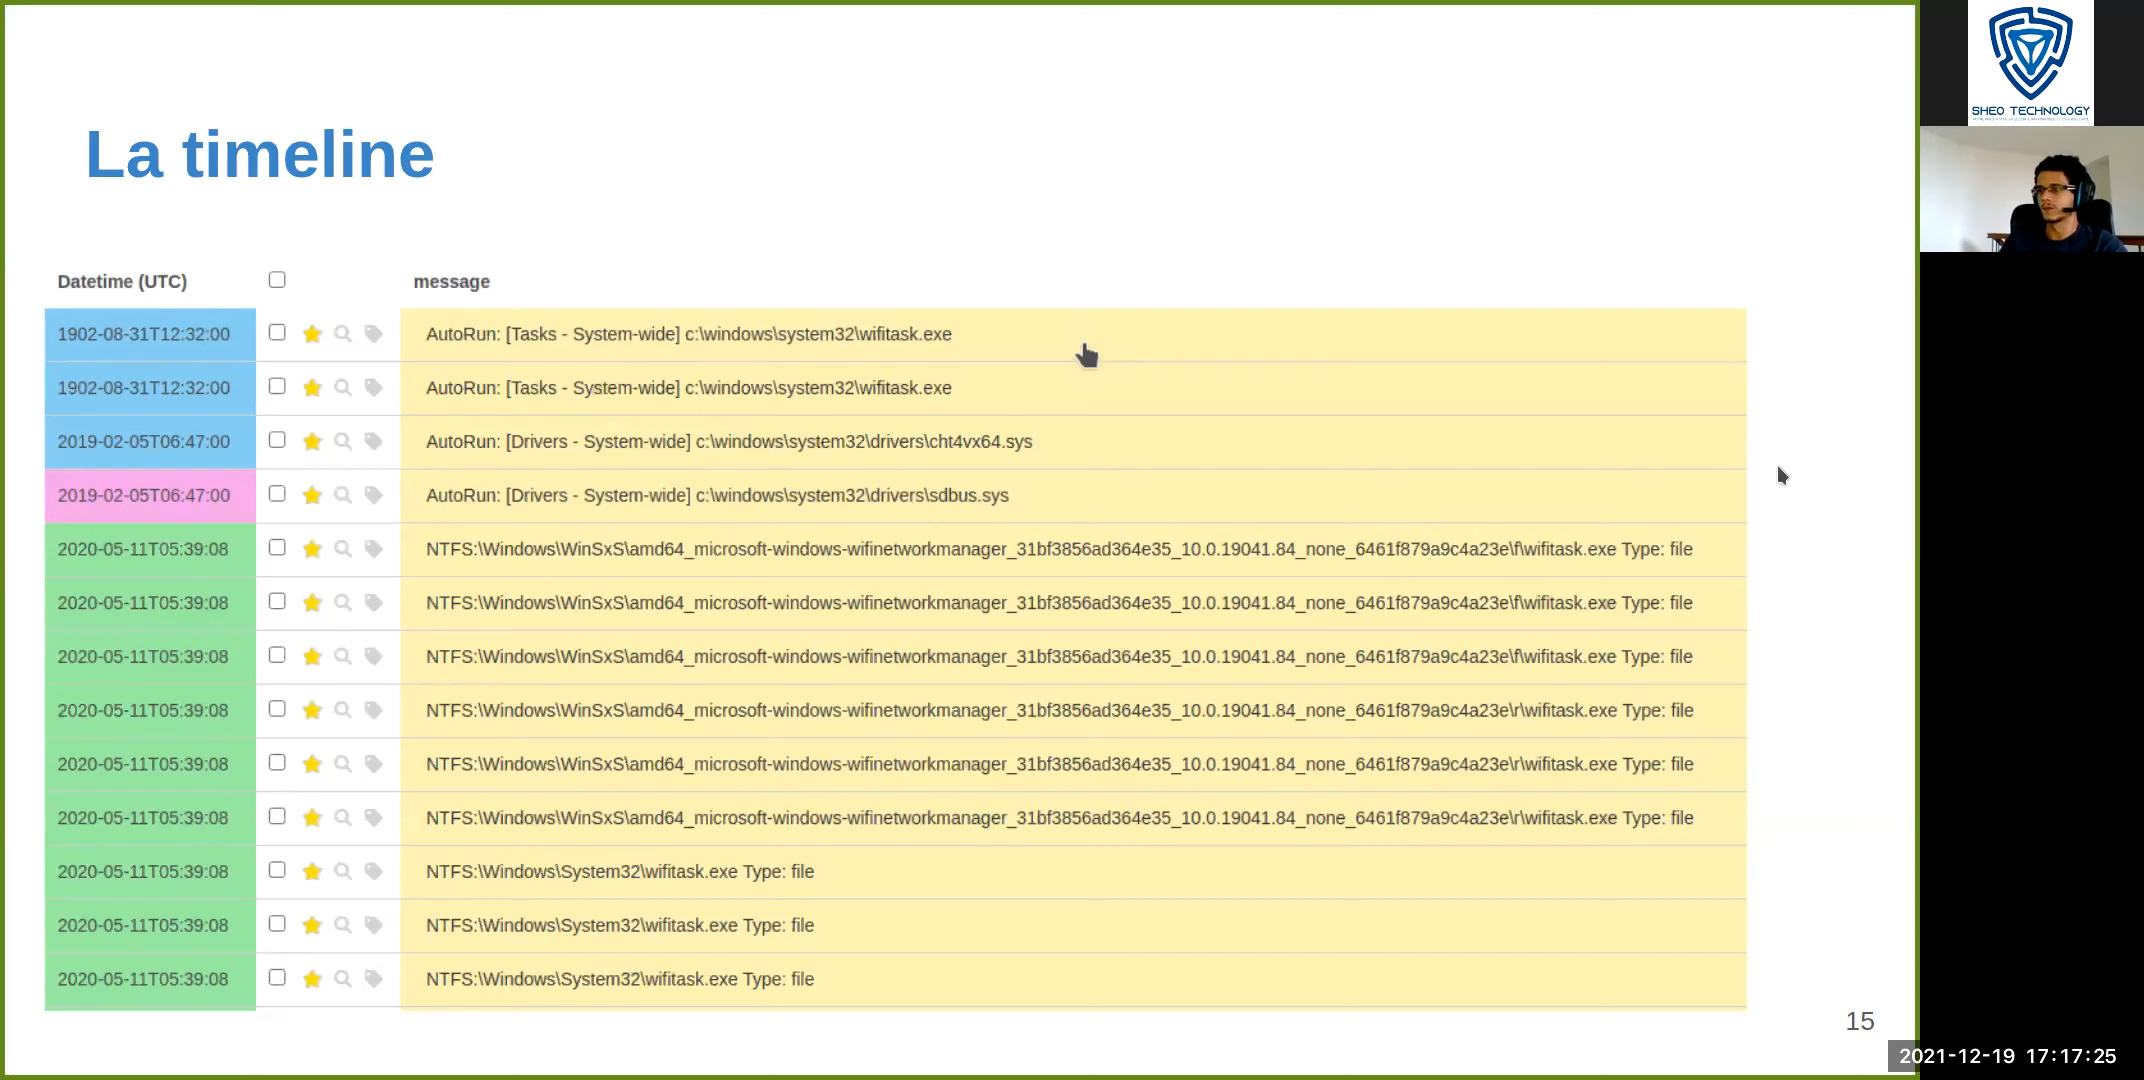 SHEO TECHNOLOGY
La timeline
Datetime (UTC) message
1902-08-31T12:32:00 AutoRun: [Tasks - System-wide] c:\windows\system32\wifitask.exe
1902-08-31T12:32:00 AutoRun: [Tasks - System-wide] c:\windows\system32\wifitask.exe
2019-02-05T06:47:00 AutoRun: [Drivers - System-wide] c:\windows\system32\drivers\cht4vx64.sys
2019-02-05T06:47:00 AutoRun: [Drivers - System-wide] c:\windows\system32\drivers\sdbus.sys
2020-05-11T05:39:08 NTFS:\Windows\WinSxS\amd64_microsoft-windows-wifinetworkmanager_31bf3856ad364e35_10.0.19041.84_none_6461f879a9c4a23e\f\wifitask.exe Type: file
2020-05-11T05:39:08 NTFS:\Windows\WinSxS\amd64_microsoft-windows-wifinetworkmanager_31bf3856ad364e35_10.0.19041.84_none_6461f879a9c4a23e\f\wifitask.exe Type: file
2020-05-11T05:39:08 NTFS:\Windows\WinSxS\amd64_microsoft-windows-wifinetworkmanager_31bf3856ad364e35_10.0.19041.84_none_6461f879a9c4a23e\f\wifitask.exe Type: file
2020-05-11T05:39:08 NTFS:\Windows\WinSxS\amd64_microsoft-windows-wifinetworkmanager_31bf3856ad364e35_10.0.19041.84_none_6461f879a9c4a23e\r\wifitask.exe Type: file
2020-05-11T05:39:08 NTFS:\Windows\WinSxS\amd64_microsoft-windows-wifinetworkmanager_31bf3856ad364e35_10.0.19041.84_none_6461f879a9c4a23e\r\wifitask.exe Type: file
2020-05-11T05:39:08 NTFS:\Windows\WinSxS\amd64_microsoft-windows-wifinetworkmanager_31bf3856ad364e35_10.0.19041.84_none_6461f879a9c4a23e\r\wifitask.exe Type: file
2020-05-11T05:39:08 NTFS:\Windows\System32\wifitask.exe Type: file
2020-05-11T05:39:08 NTFS:\Windows\System32\wifitask.exe Type: file
2020-05-11T05:39:08 NTFS:\Windows\System32\wifitask.exe Type: file
15
2021-12-19 17:17:25